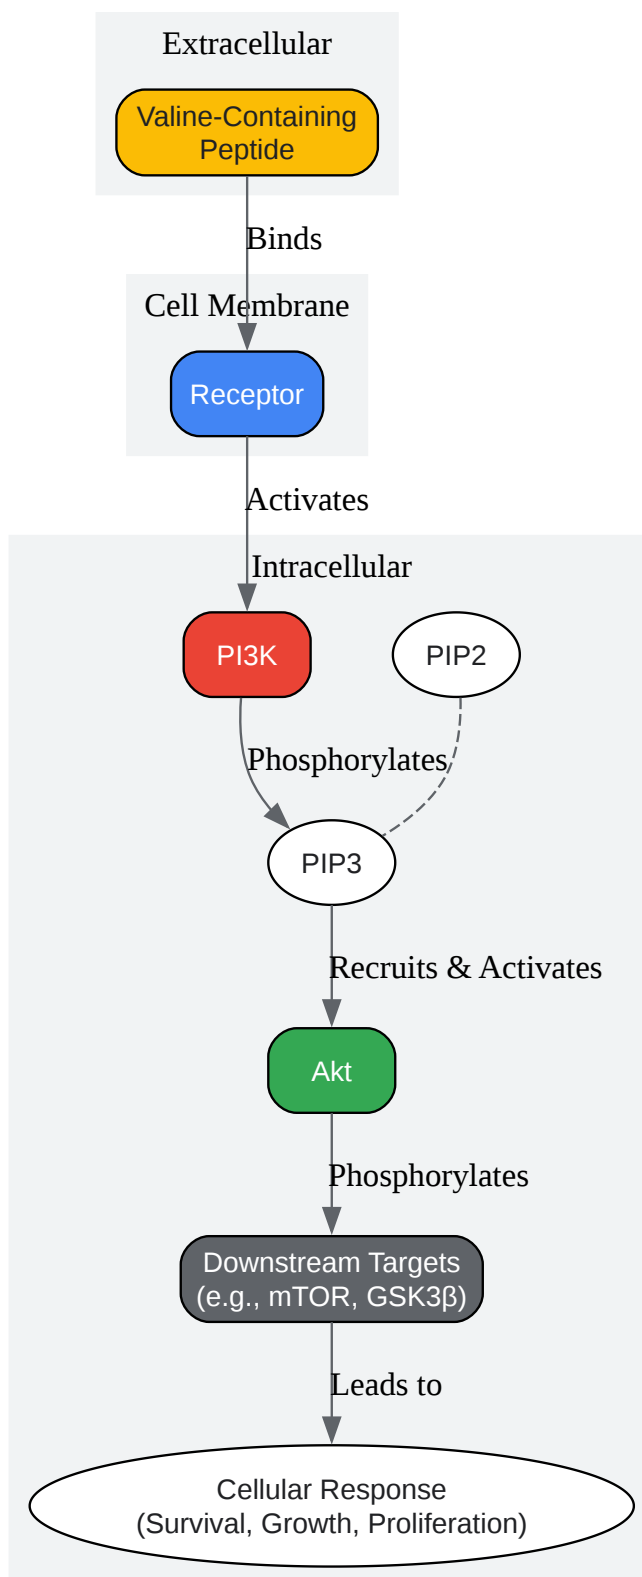 Extracellular
Valine-Containing
Peptide
Binds
Cell Membrane
Receptor
Activates
Intracellular
PI3K
PIP2
Phosphorylates
PIP3
Recruits & Activates
Akt
Phosphorylates
Downstream Targets
(e.g., mTOR, GSK3β)
Leads to
Cellular Response
(Survival, Growth, Proliferation)